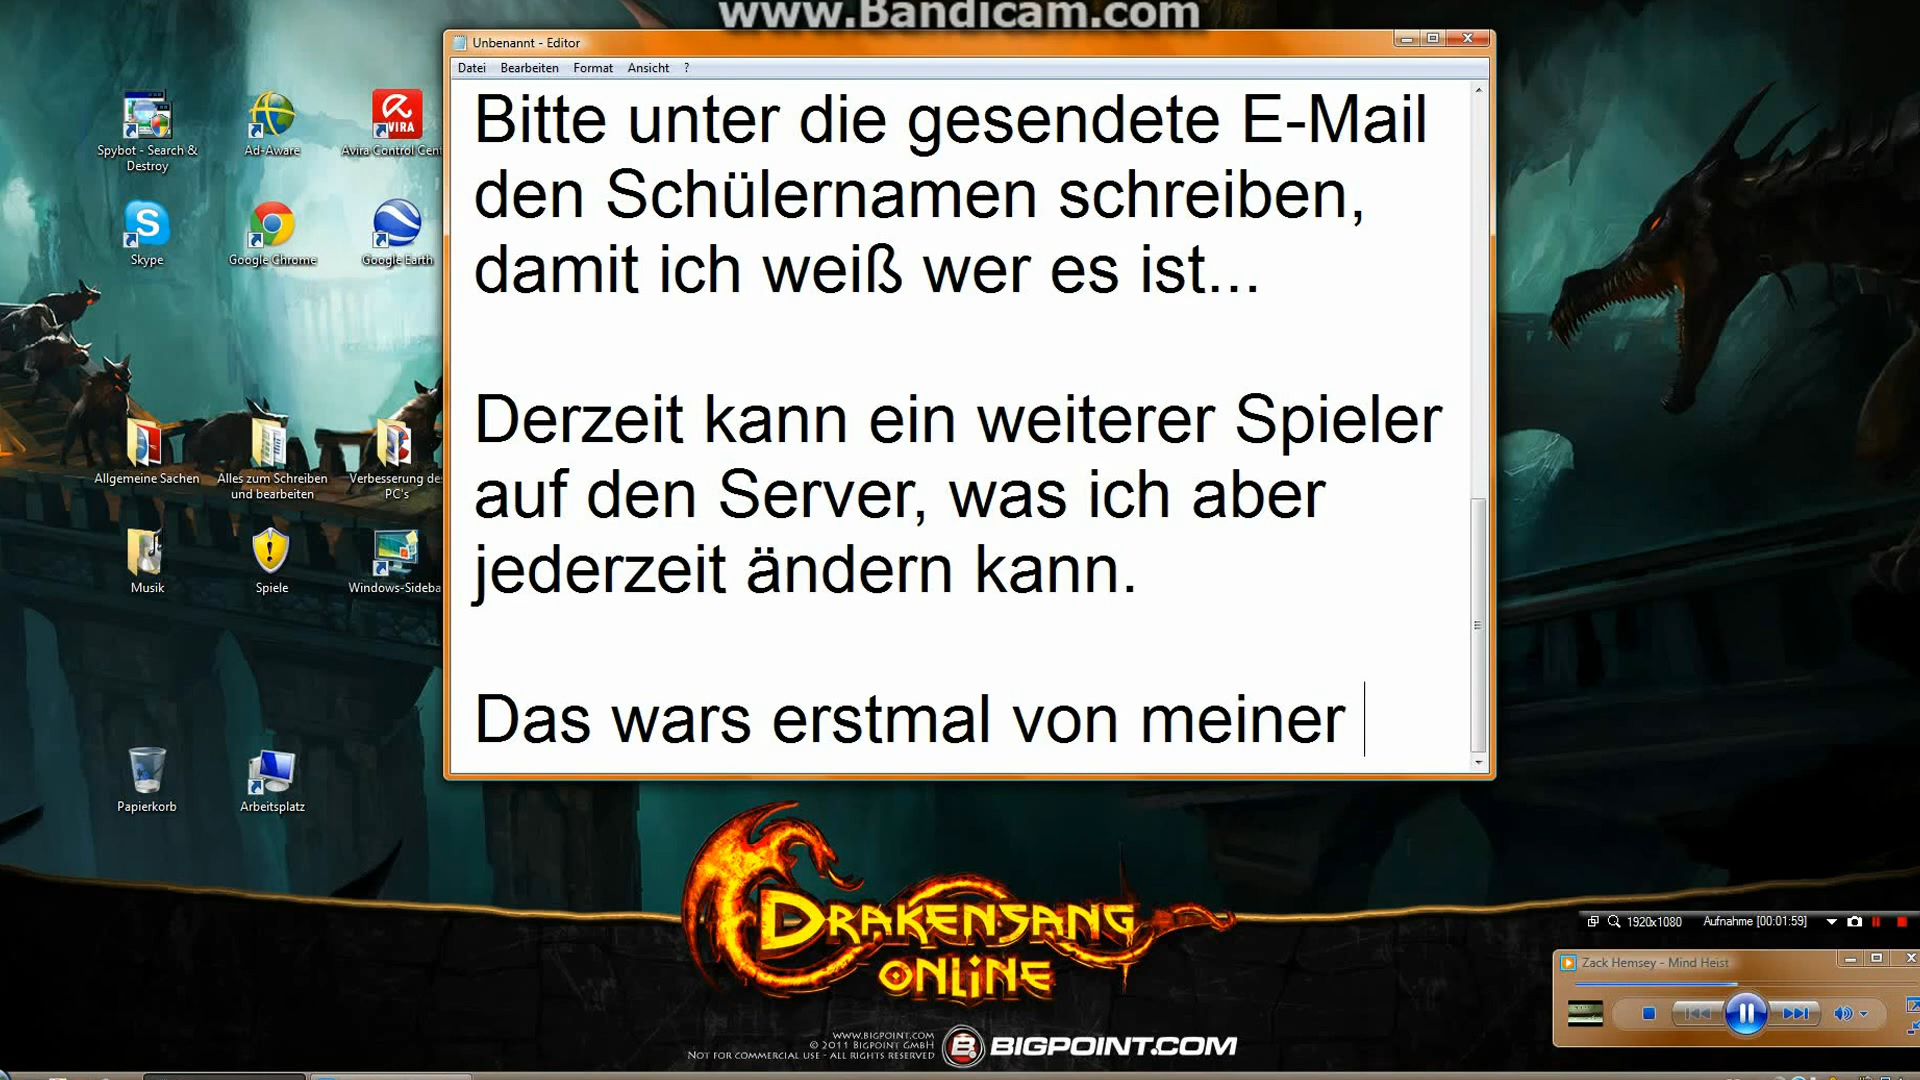 www.Bandicam.com
Unbenannt - Editor
Datei Bearbeiten Format Ansicht ?
Bitte unter die gesendete E-Mail
den Schülernamen schreiben,
damit ich weiß wer es ist...
Derzeit kann ein weiterer Spieler
auf den Server, was ich aber
jederzeit ändern kann.
Das wars erstmal von meiner
Spybot - Search &
Destroy
Ad-Aware
Avira Control Cen
VIRA
Skype
Google Chrome
Google Earth
Allgemeine Sachen
Alles zum Schreiben
und bearbeiten
Verbesserung de
PC's
Musik
Spiele
Windows-Sideba
Papierkorb
Arbeitsplatz
DRAKENSANG
ONLINE
WWW.BIGPOINT.COM
© 2011 BIGPOINT GMBH
NOT FOR COMMERCIAL USE - ALL RIGHTS RESERVED
BIGPOINT.COM
1920x1080 Aufnahme [00:01:59]
Zack Hemsey - Mind Heist